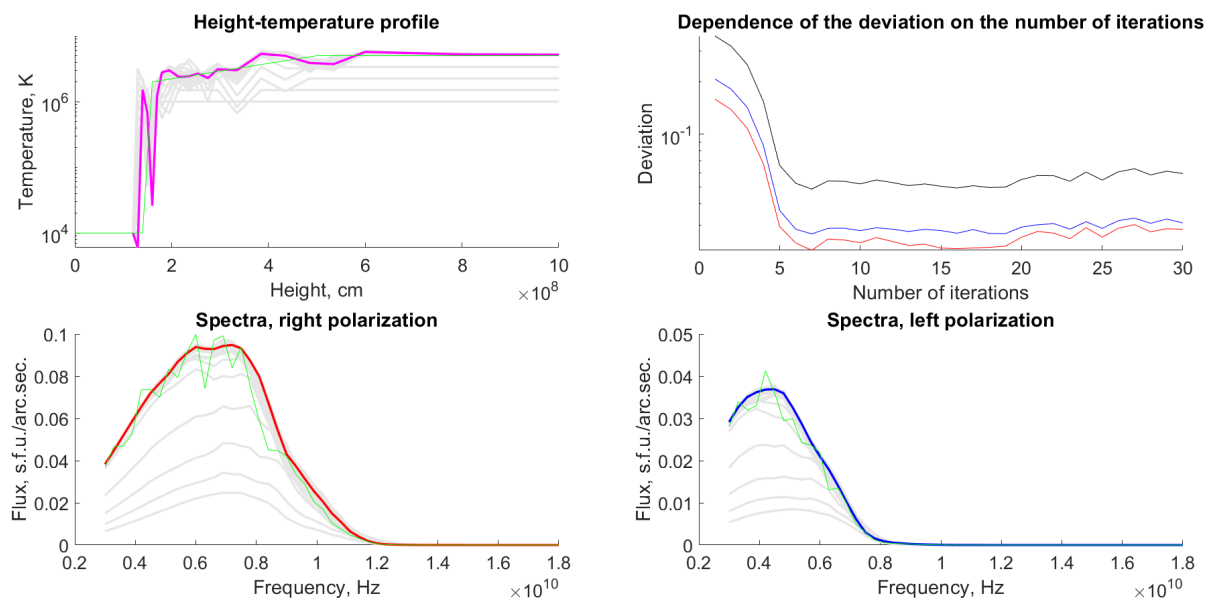 Height-temperature profile
Temperature, K
10^6
10^4
0 2 4 6 8 10
Height, cm
×10^8
Dependence of the deviation on the number of iterations
Deviation
10^-1
0 5 10 15 20 25 30
Number of iterations
Spectra, right polarization
Flux, s.f.u./arc.sec.
0.1
0.08
0.06
0.04
0.02
0
0.2 0.4 0.6 0.8 1 1.2 1.4 1.6 1.8
Frequency, Hz
×10^10
Spectra, left polarization
Flux, s.f.u./arc.sec.
0.05
0.04
0.03
0.02
0.01
0
0.2 0.4 0.6 0.8 1 1.2 1.4 1.6 1.8
Frequency, Hz
×10^10